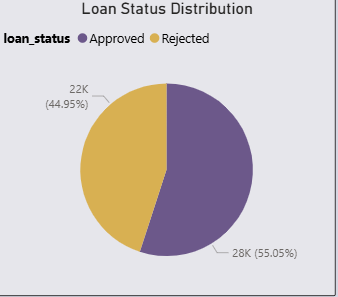 Loan Status Distribution
loan_status Approved Rejected
22K
(44.95%)
28K (55.05%)